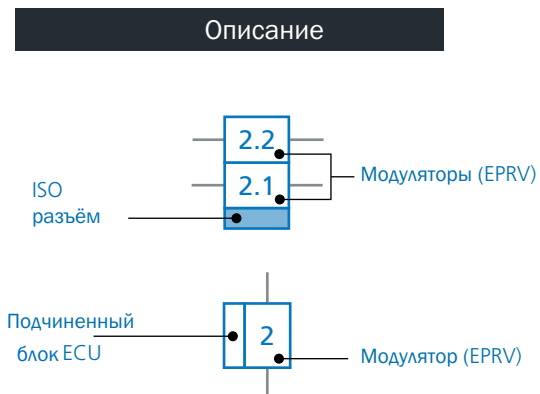 Описание
2.2
Модуляторы (EPRV)
2.1
ISO
разъём
Подчиненный
блок ECU
2
Модулятор (EPRV)